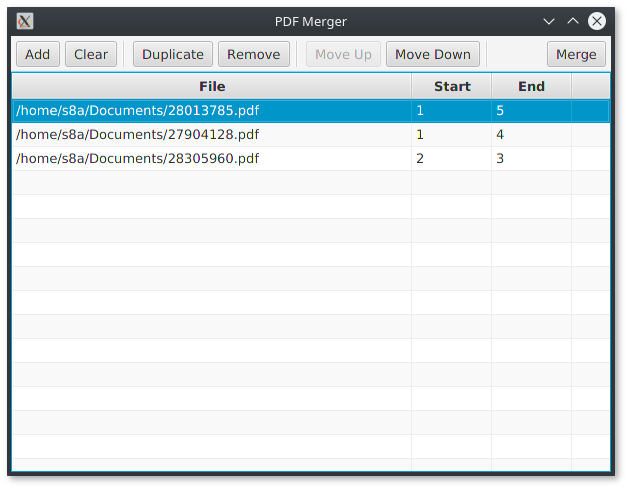 PDF Merger
Add Clear Duplicate Remove Move Up Move Down Merge
File Start End
/home/s8a/Documents/28013785.pdf 1 5
/home/s8a/Documents/27904128.pdf 1 4
/home/s8a/Documents/28305960.pdf 2 3